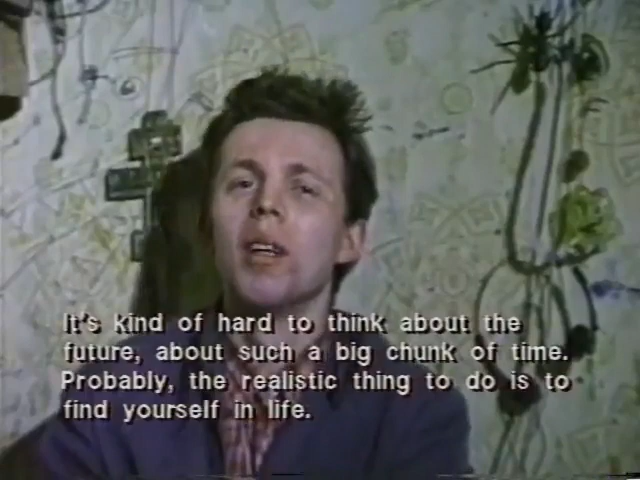 It's kind of hard to think about the
future, about such a big chunk of time.
Probably, the realistic thing to do is to
find yourself in life.